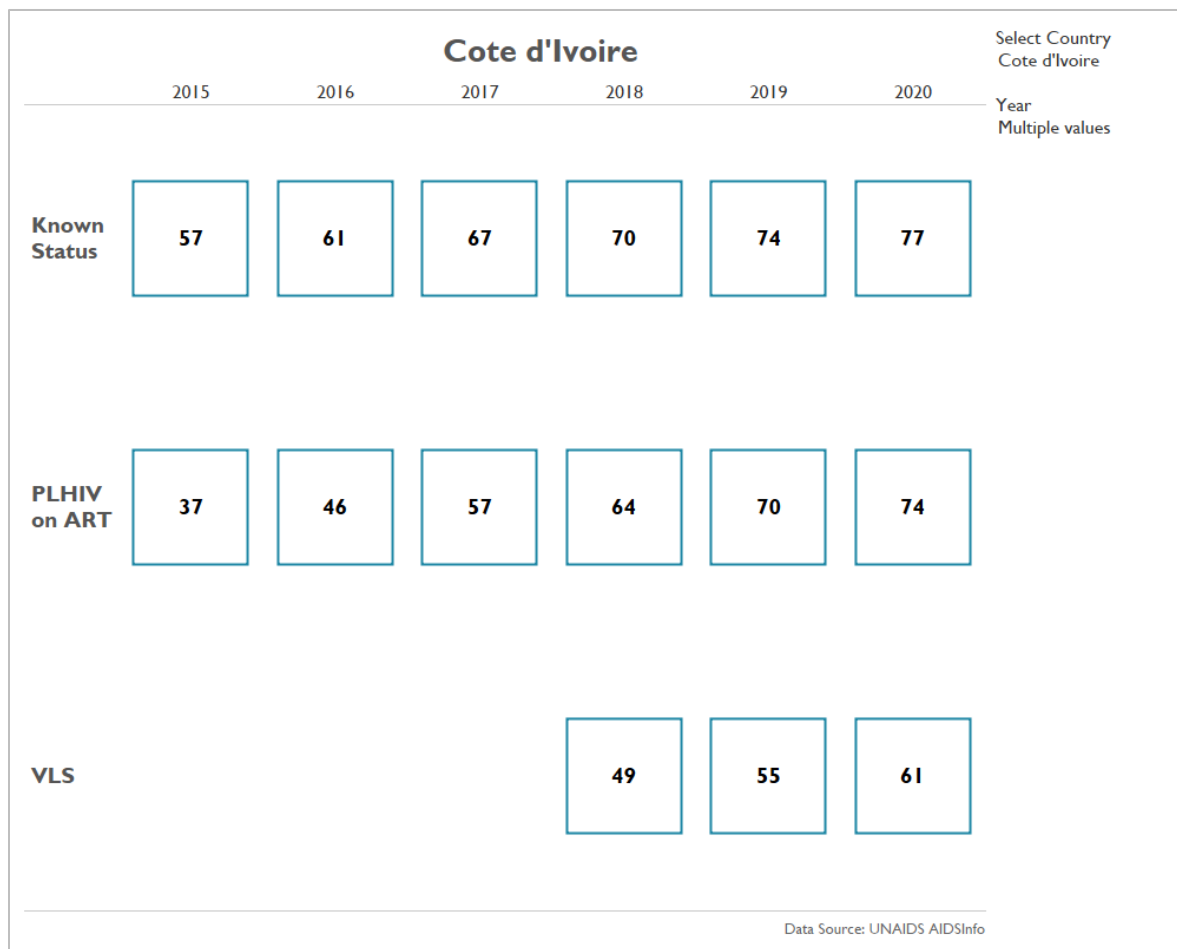 Cote d'Ivoire
Select Country
Cote d'Ivoire
Year
Multiple values
2015 2016 2017 2018 2019 2020
Known
Status
57 61 67 70 74 77
PLHIV
on ART
37 46 57 64 70 74
VLS
49 55 61
Data Source: UNAIDS AIDSInfo